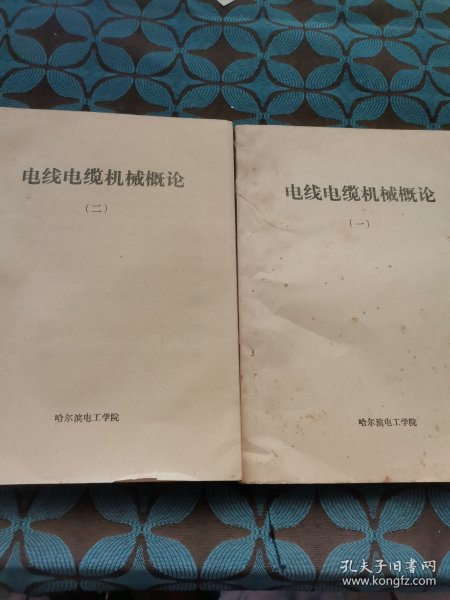 电线电缆机械概论
（二）
哈尔滨电工学院
电线电缆机械概论
（一）
哈尔滨电工学院
孔夫子旧书网
www.kongfz.com